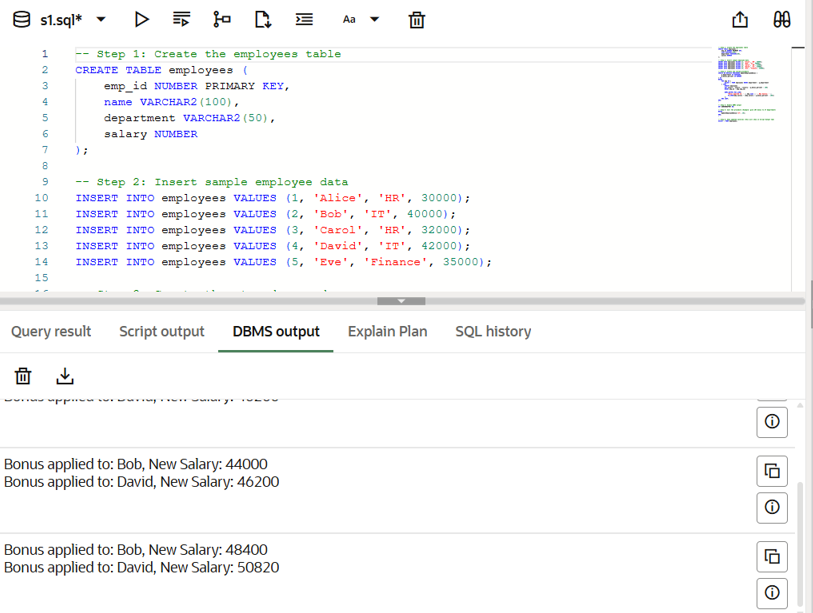 s1.sql*
Aa
1 -- Step 1: Create the employees table
2 CREATE TABLE employees (
3 emp_id NUMBER PRIMARY KEY,
4 name VARCHAR2(100),
5 department VARCHAR2(50),
6 salary NUMBER
7 );
8
9 -- Step 2: Insert sample employee data
10 INSERT INTO employees VALUES (1, 'Alice', 'HR', 30000);
11 INSERT INTO employees VALUES (2, 'Bob', 'IT', 40000);
12 INSERT INTO employees VALUES (3, 'Carol', 'HR', 32000);
13 INSERT INTO employees VALUES (4, 'David', 'IT', 42000);
14 INSERT INTO employees VALUES (5, 'Eve', 'Finance', 35000);
15
Query result Script output DBMS output Explain Plan SQL history
Bonus applied to: David, New Salary:
Bonus applied to: Bob, New Salary: 44000
Bonus applied to: David, New Salary: 46200
Bonus applied to: Bob, New Salary: 48400
Bonus applied to: David, New Salary: 50820